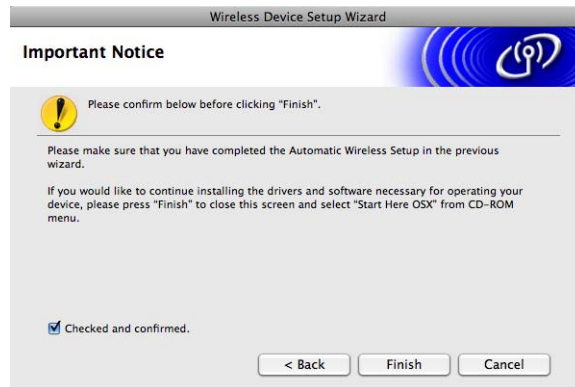 Wireless Device Setup Wizard
Important Notice
Please confirm below before clicking "Finish".
Please make sure that you have completed the Automatic Wireless Setup in the previous
wizard.
If you would like to continue installing the drivers and software necessary for operating your
device, please press "Finish" to close this screen and select "Start Here OSX" from CD-ROM
menu.
Checked and confirmed.
< Back
Finish
Cancel